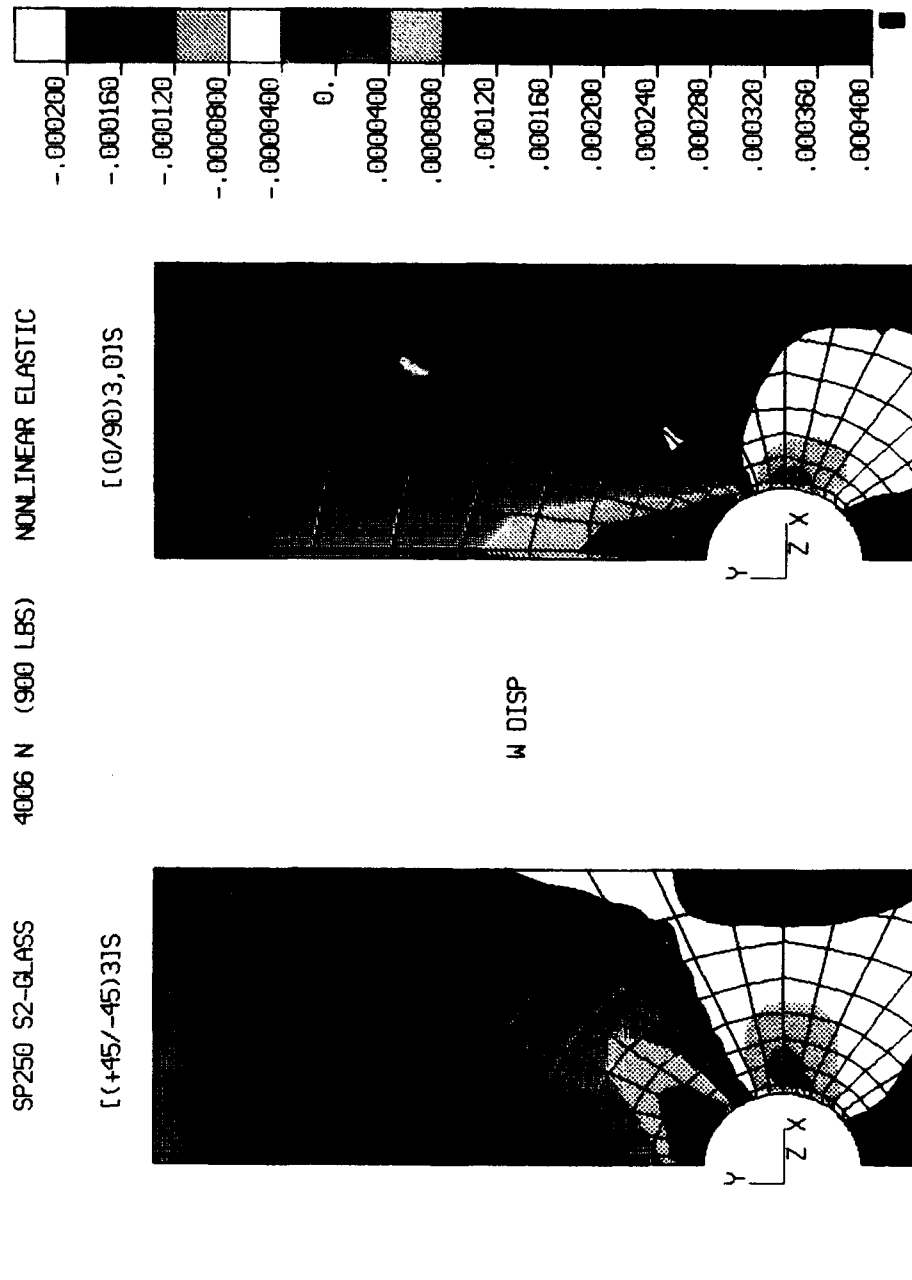 SP250 S2-GLASS 4006 N (900 LBS) NONLINEAR ELASTIC
[(+45/-45)3]S
[(0/90)3,0]S
W DISP
-.000200
-.000160
-.000120
-.0000800
-.0000400
0.
.0000400
.0000800
.000120
.000160
.000200
.000240
.000280
.000320
.000360
.000400
Y
Z X
Y
Z X